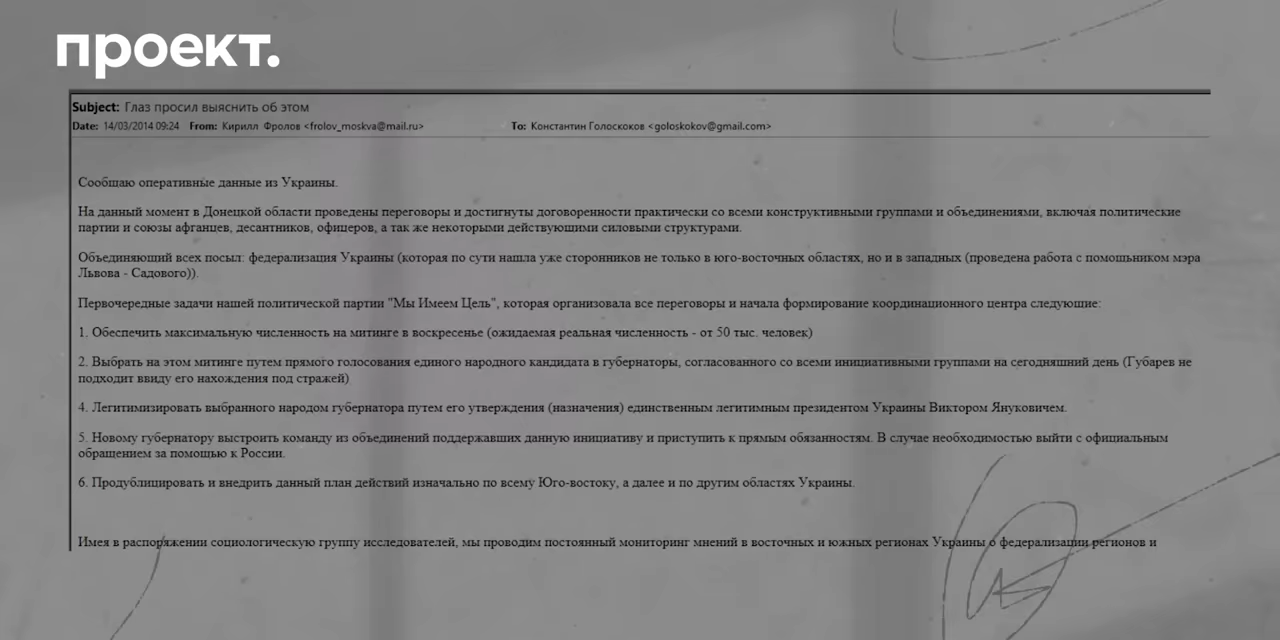 проект.
Subject: Глаз просил выяснить об этом
Date: 14/03/2014 09:24 From: Кирилл Фролов <frolov_moskva@mail.ru> To: Константин Голоскоков <goloskokov@gmail.com>
Сообщаю оперативные данные из Украины.
На данный момент в Донецкой области проведены переговоры и достигнуты договоренности практически со всеми конструктивными группами и объединениями, включая политические
партии и союзы афганцев, десантников, офицеров, а так же некоторыми действующими силовыми структурами.
Объединяющий всех посыл: федерализация Украины (которая по сути нашла уже сторонников не только в юго-восточных областях, но и в западных (проведена работа с помощником мэра
Львова - Садового)).
Первоочередные задачи нашей политической партии "Мы Имеем Цель", которая организовала все переговоры и начала формирование координационного центра следующие:
1. Обеспечить максимальную численность на митинге в воскресенье (ожидаемая реальная численность - от 50 тыс. человек)
2. Выбрать на этом митинге путем прямого голосования единого народного кандидата в губернаторы, согласованного со всеми инициативными группами на сегодняшний день (Губарев не
подходит ввиду его нахождения под стражей)
4. Легитимизировать выбранного народом губернатора путем его утверждения (назначения) единственным легитимным президентом Украины Виктором Януковичем.
5. Новому губернатору выстроить команду из объединений поддержавших данную инициативу и приступить к прямым обязанностям. В случае необходимостью выйти с официальным
обращением за помощью к России.
6. Продублицировать и внедрить данный план действий изначально по всему Юго-востоку, а далее и по другим областях Украины.
Имея в распоряжении социологическую группу исследователей, мы проводим постоянный мониторинг мнений в восточных и южных регионах Украины о федерализации регионов и